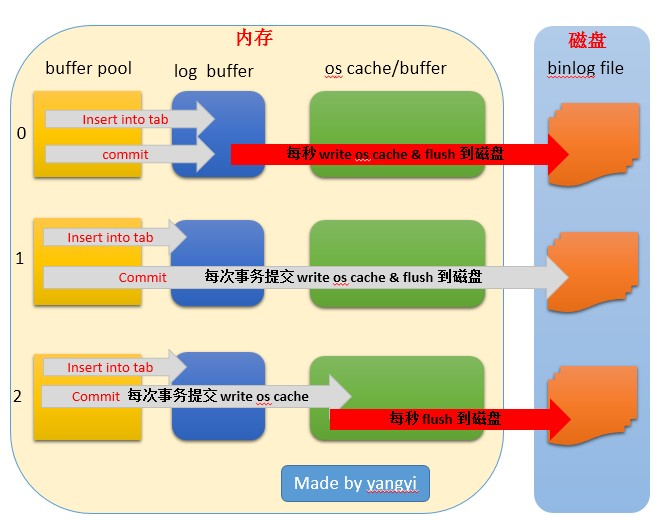 内存
磁盘
buffer pool
log buffer
os cache/buffer
binlog file
0
Insert into tab
commit
每秒 write os cache & flush 到磁盘
1
Insert into tab
Commit 每次事务提交 write os cache & flush 到磁盘
2
Insert into tab
Commit 每次事务提交 write os cache
每秒 flush 到磁盘
Made by yangyi